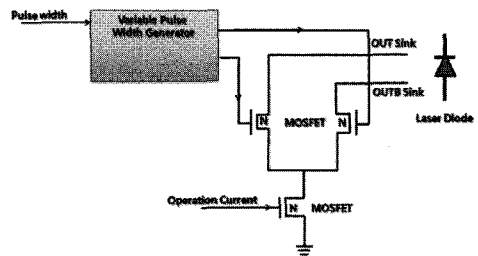 Pulse width
Variable Pulse
Width Generator
OUT Sink
OUTB Sink
N
MOSFET
N
Laser Diode
Operation Current
N
MOSFET